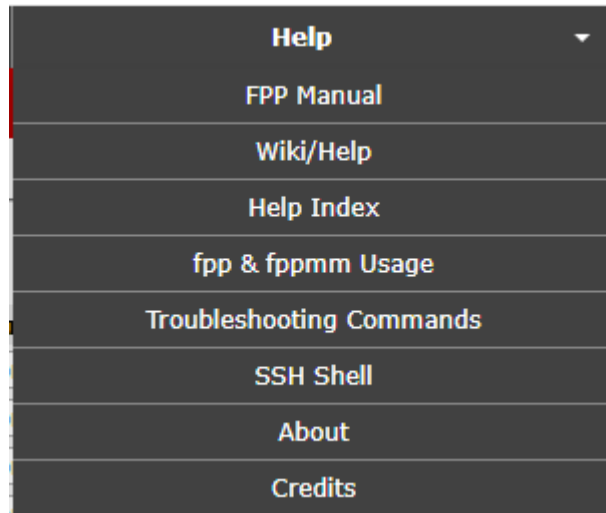 Help
FPP Manual
Wiki/Help
Help Index
fpp & fppmm Usage
Troubleshooting Commands
SSH Shell
About
Credits